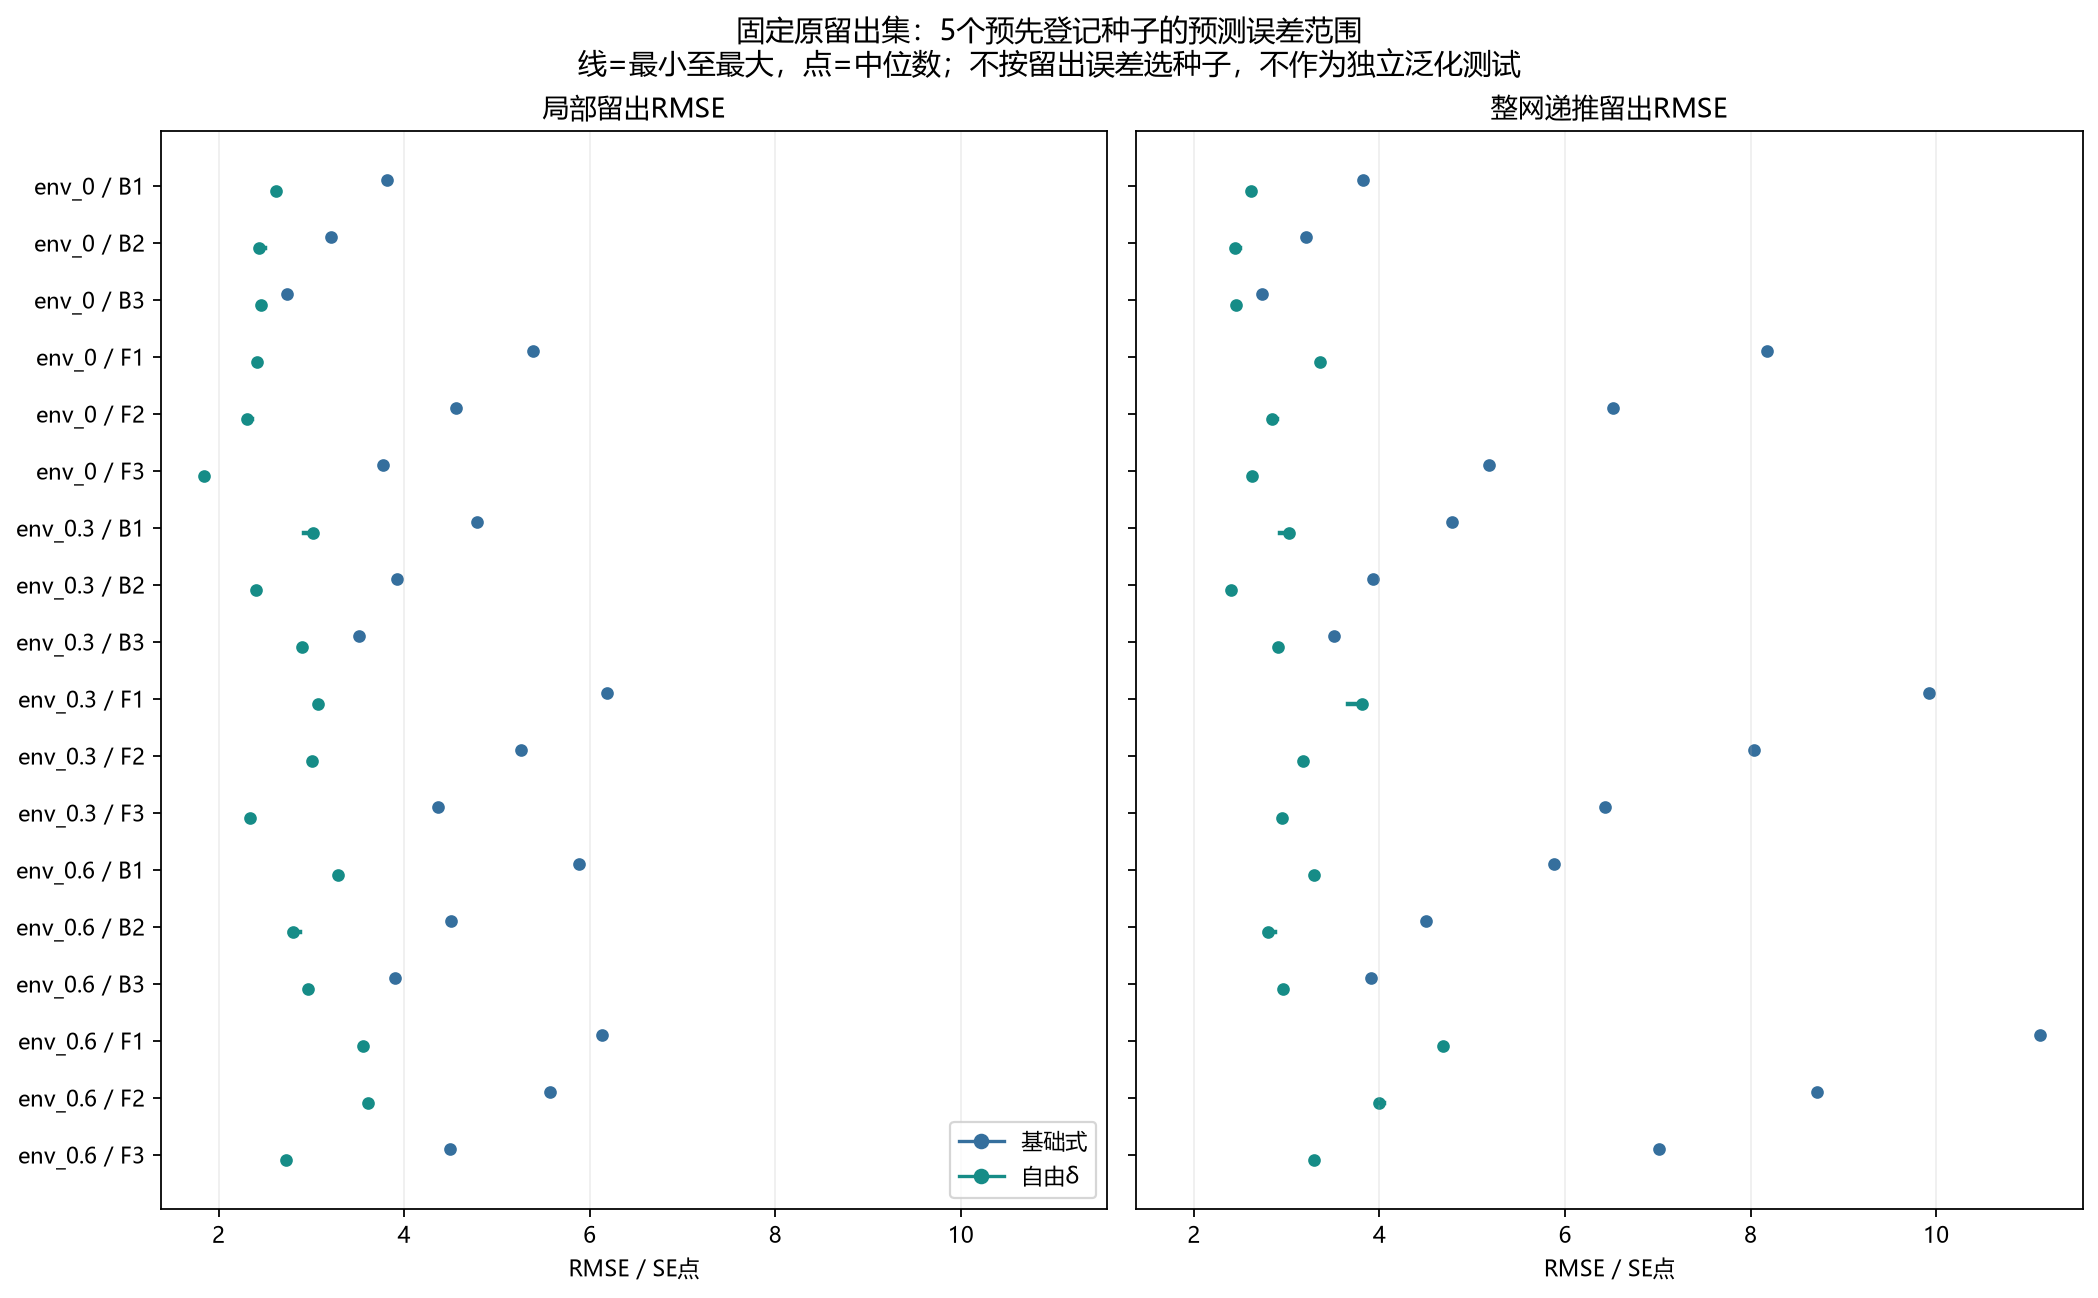 固定原留出集：5个预先登记种子的预测误差范围
线=最小至最大，点=中位数；不按留出误差选种子，不作为独立泛化测试
局部留出RMSE
整网递推留出RMSE
env_0 / B1
env_0 / B2
env_0 / B3
env_0 / F1
env_0 / F2
env_0 / F3
env_0.3 / B1
env_0.3 / B2
env_0.3 / B3
env_0.3 / F1
env_0.3 / F2
env_0.3 / F3
env_0.6 / B1
env_0.6 / B2
env_0.6 / B3
env_0.6 / F1
env_0.6 / F2
env_0.6 / F3
基础式
自由δ
2 4 6 8 10
2 4 6 8 10
RMSE / SE点
RMSE / SE点